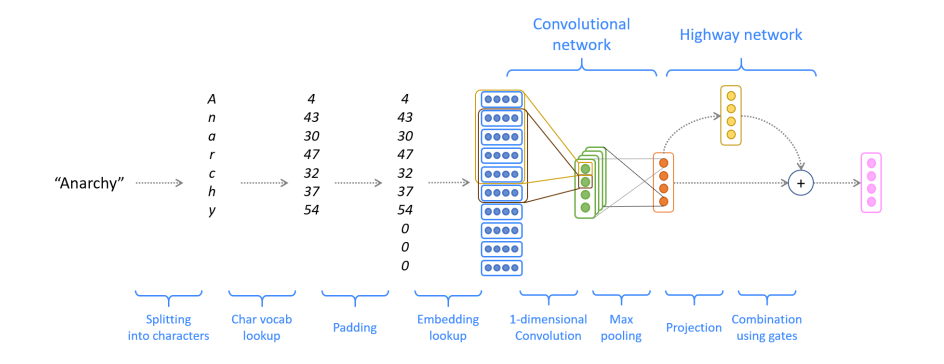 Convolutional
network
Highway network
A 4 4
n 43 43
a 30 30
r 47 47
“Anarchy” c 32 32 +
h 37 37
y 54 54
0
0
0
Splitting
into characters
Char vocab
lookup
Padding
Embedding
lookup
1-dimensional
Convolution
Max
pooling
Projection
Combination
using gates